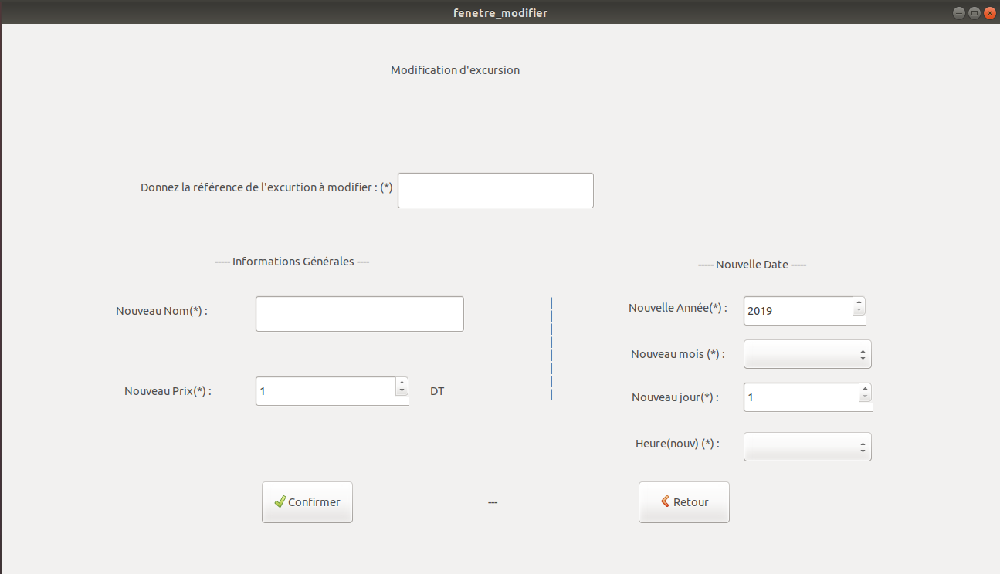 fenetre_modifier
Modification d'excursion
Donnez la référence de l'excurtion à modifier : (*)
----- Informations Générales ----
----- Nouvelle Date -----
Nouveau Nom(*) :
Nouvelle Année(*) :
2019
Nouveau mois (*) :
Nouveau Prix(*) :
1
DT
Nouveau jour(*) :
1
Heure(nouv) (*) :
Confirmer
---
Retour